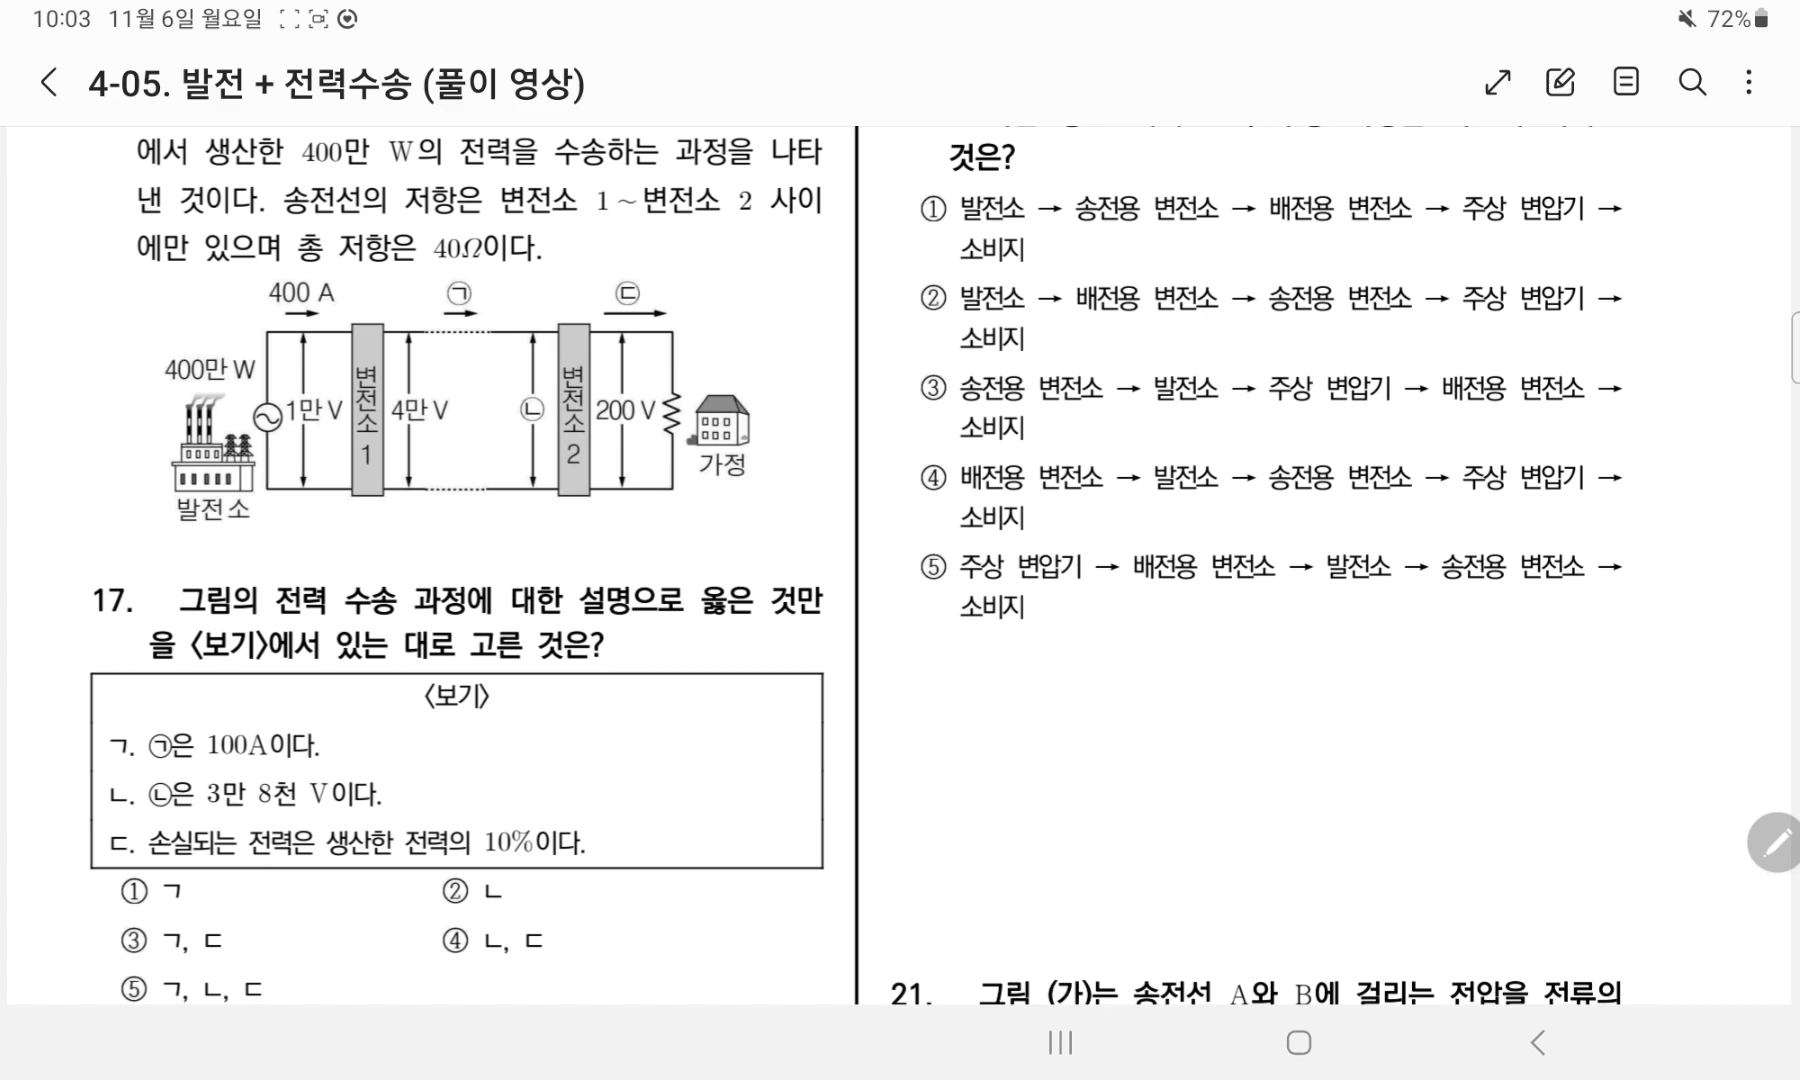 10:03 11월 6일 월요일
72%
4-05. 발전 + 전력수송 (풀이 영상)
에서 생산한 400만 W의 전력을 수송하는 과정을 나타
낸 것이다. 송전선의 저항은 변전소 1 ~ 변전소 2 사이
에만 있으며 총 저항은 40Ω이다.
400 A
㉠
㉢
400만 W
1만 V
변전소 1
4만 V
㉡
변전소 2
200 V
가정
발전소
17. 그림의 전력 수송 과정에 대한 설명으로 옳은 것만
을 〈보기〉에서 있는 대로 고른 것은?
〈보기〉
ㄱ. ㉠은 100A이다.
ㄴ. ㉡은 3만 8천 V이다.
ㄷ. 손실되는 전력은 생산한 전력의 10%이다.
① ㄱ ② ㄴ
③ ㄱ, ㄷ ④ ㄴ, ㄷ
⑤ ㄱ, ㄴ, ㄷ
것은?
① 발전소 → 송전용 변전소 → 배전용 변전소 → 주상 변압기 →
소비지
② 발전소 → 배전용 변전소 → 송전용 변전소 → 주상 변압기 →
소비지
③ 송전용 변전소 → 발전소 → 주상 변압기 → 배전용 변전소 →
소비지
④ 배전용 변전소 → 발전소 → 송전용 변전소 → 주상 변압기 →
소비지
⑤ 주상 변압기 → 배전용 변전소 → 발전소 → 송전용 변전소 →
소비지
21. 그림 (가)는 송전선 A와 B에 걸리는 전압을 전류의